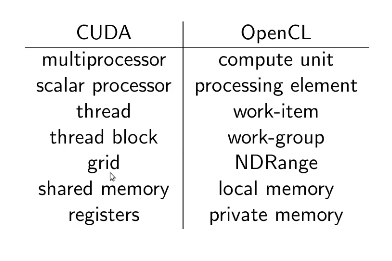 CUDA OpenCL
multiprocessor compute unit
scalar processor processing element
thread work-item
thread block work-group
grid NDRange
shared memory local memory
registers private memory